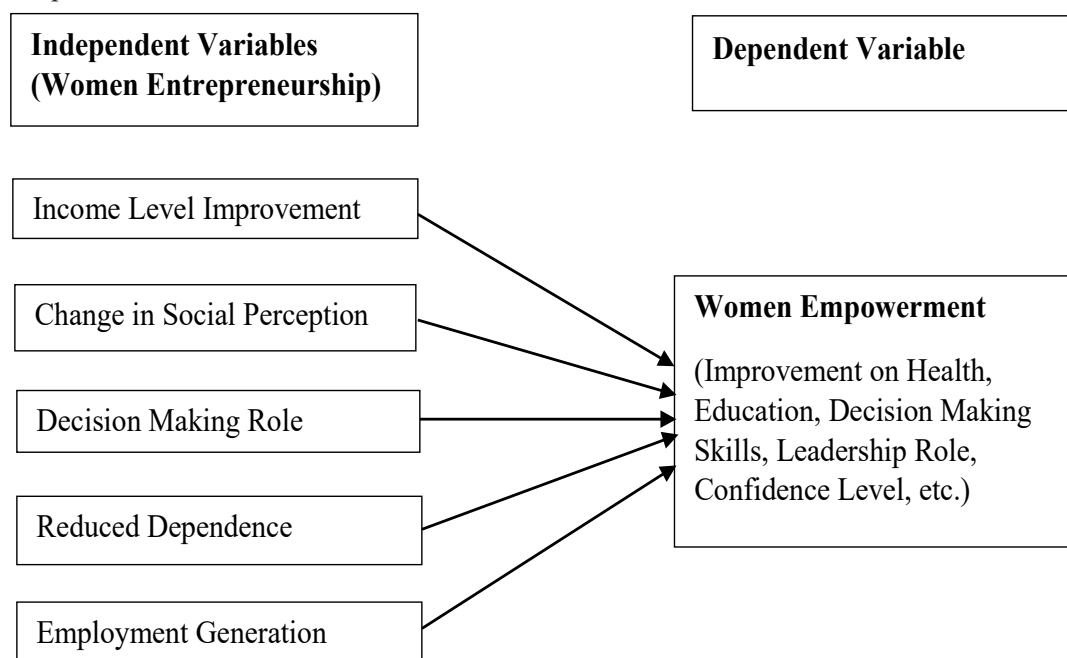 Independent Variables
(Women Entrepreneurship)
Dependent Variable
Income Level Improvement
Change in Social Perception
Decision Making Role
Reduced Dependence
Employment Generation
Women Empowerment
(Improvement on Health,
Education, Decision Making
Skills, Leadership Role,
Confidence Level, etc.)